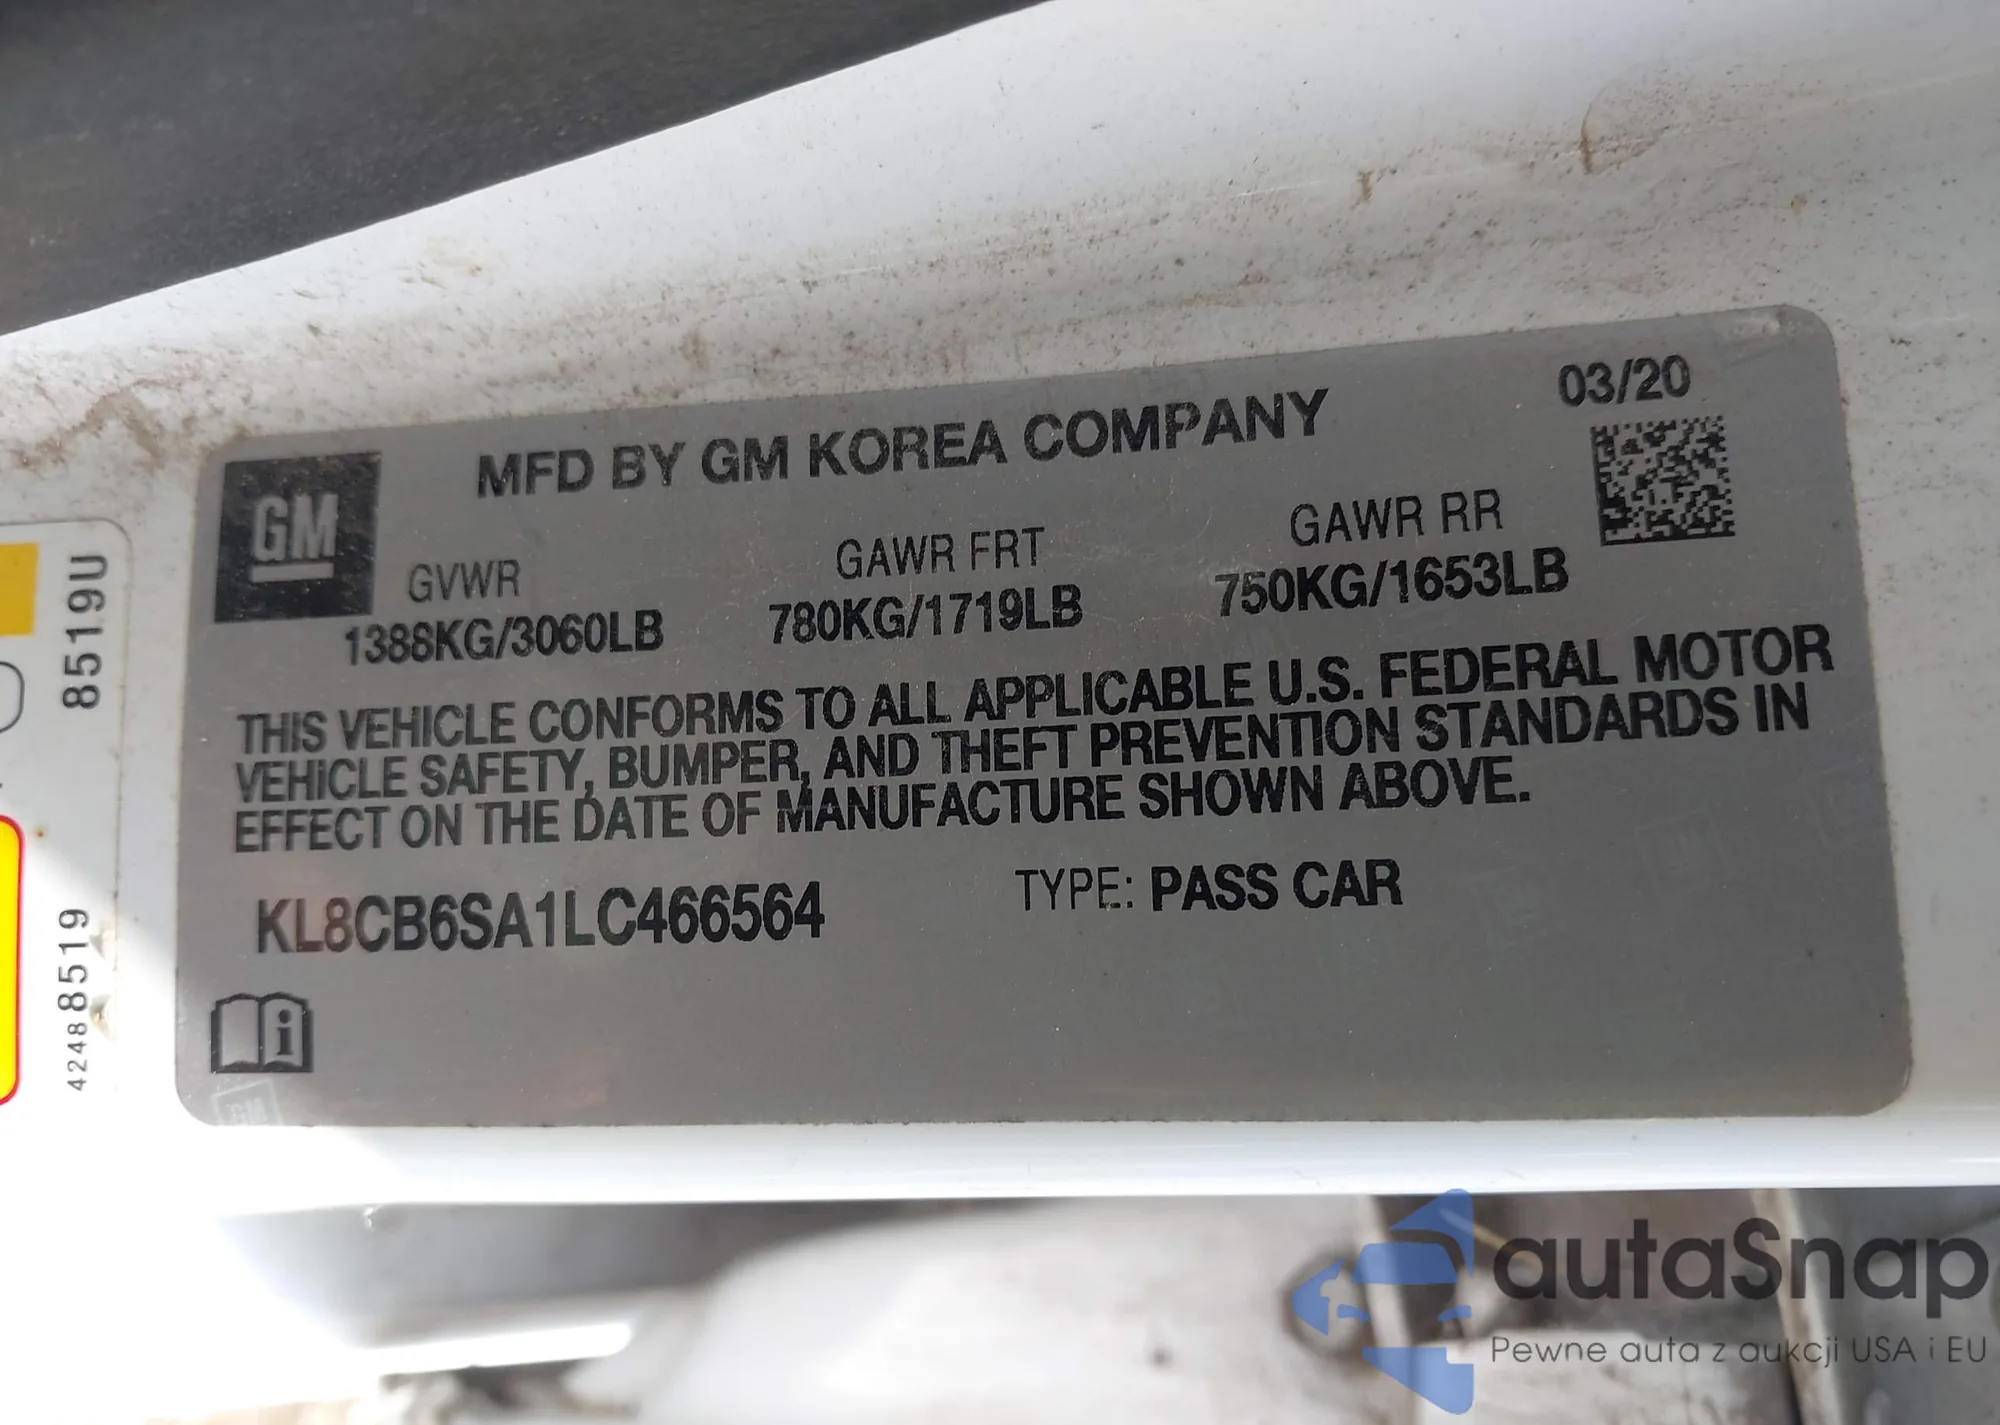 03/20
MFD BY GM KOREA COMPANY
GM
GVWR
GAWR FRT
GAWR RR
1388KG/3060LB
780KG/1719LB
750KG/1653LB
THIS VEHICLE CONFORMS TO ALL APPLICABLE U.S. FEDERAL MOTOR
VEHICLE SAFETY, BUMPER, AND THEFT PREVENTION STANDARDS IN
EFFECT ON THE DATE OF MANUFACTURE SHOWN ABOVE.
KL8CB6SA1LC466564
TYPE: PASS CAR
i
GM
8519U
42488519
autaSnap
Pewne auta z aukcji USA i EU